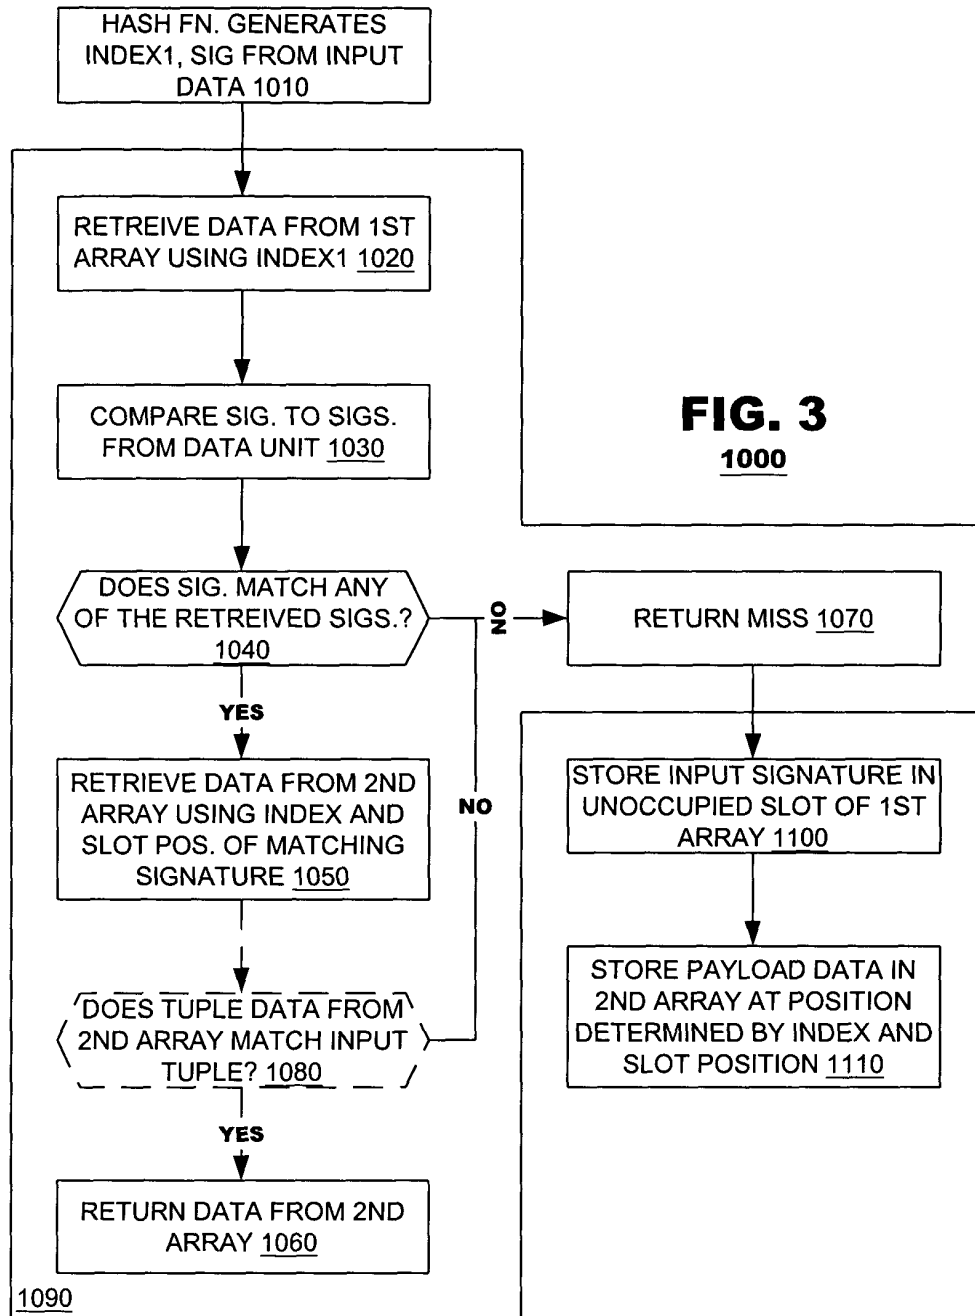 HASH FN. GENERATES
INDEX1, SIG FROM INPUT
DATA 1010
RETREIVE DATA FROM 1ST
ARRAY USING INDEX1 1020
COMPARE SIG. TO SIGS.
FROM DATA UNIT 1030
FIG. 3
1000
DOES SIG. MATCH ANY
OF THE RETREIVED SIGS.?
1040
NO
RETURN MISS 1070
YES
RETRIEVE DATA FROM 2ND
ARRAY USING INDEX AND
SLOT POS. OF MATCHING
SIGNATURE 1050
NO
STORE INPUT SIGNATURE IN
UNOCCUPIED SLOT OF 1ST
ARRAY 1100
DOES TUPLE DATA FROM
2ND ARRAY MATCH INPUT
TUPLE? 1080
STORE PAYLOAD DATA IN
2ND ARRAY AT POSITION
DETERMINED BY INDEX AND
SLOT POSITION 1110
YES
RETURN DATA FROM 2ND
ARRAY 1060
1090